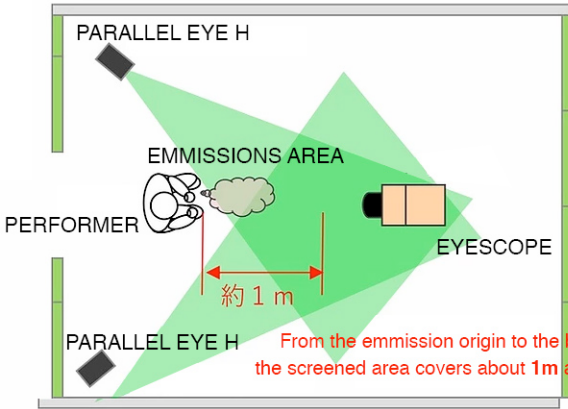 PARALLEL EYE H
EMMISSIONS AREA
PERFORMER
EYESCOPE
約1m
PARALLEL EYE H
From the emmission origin to the
the screened area covers about 1m